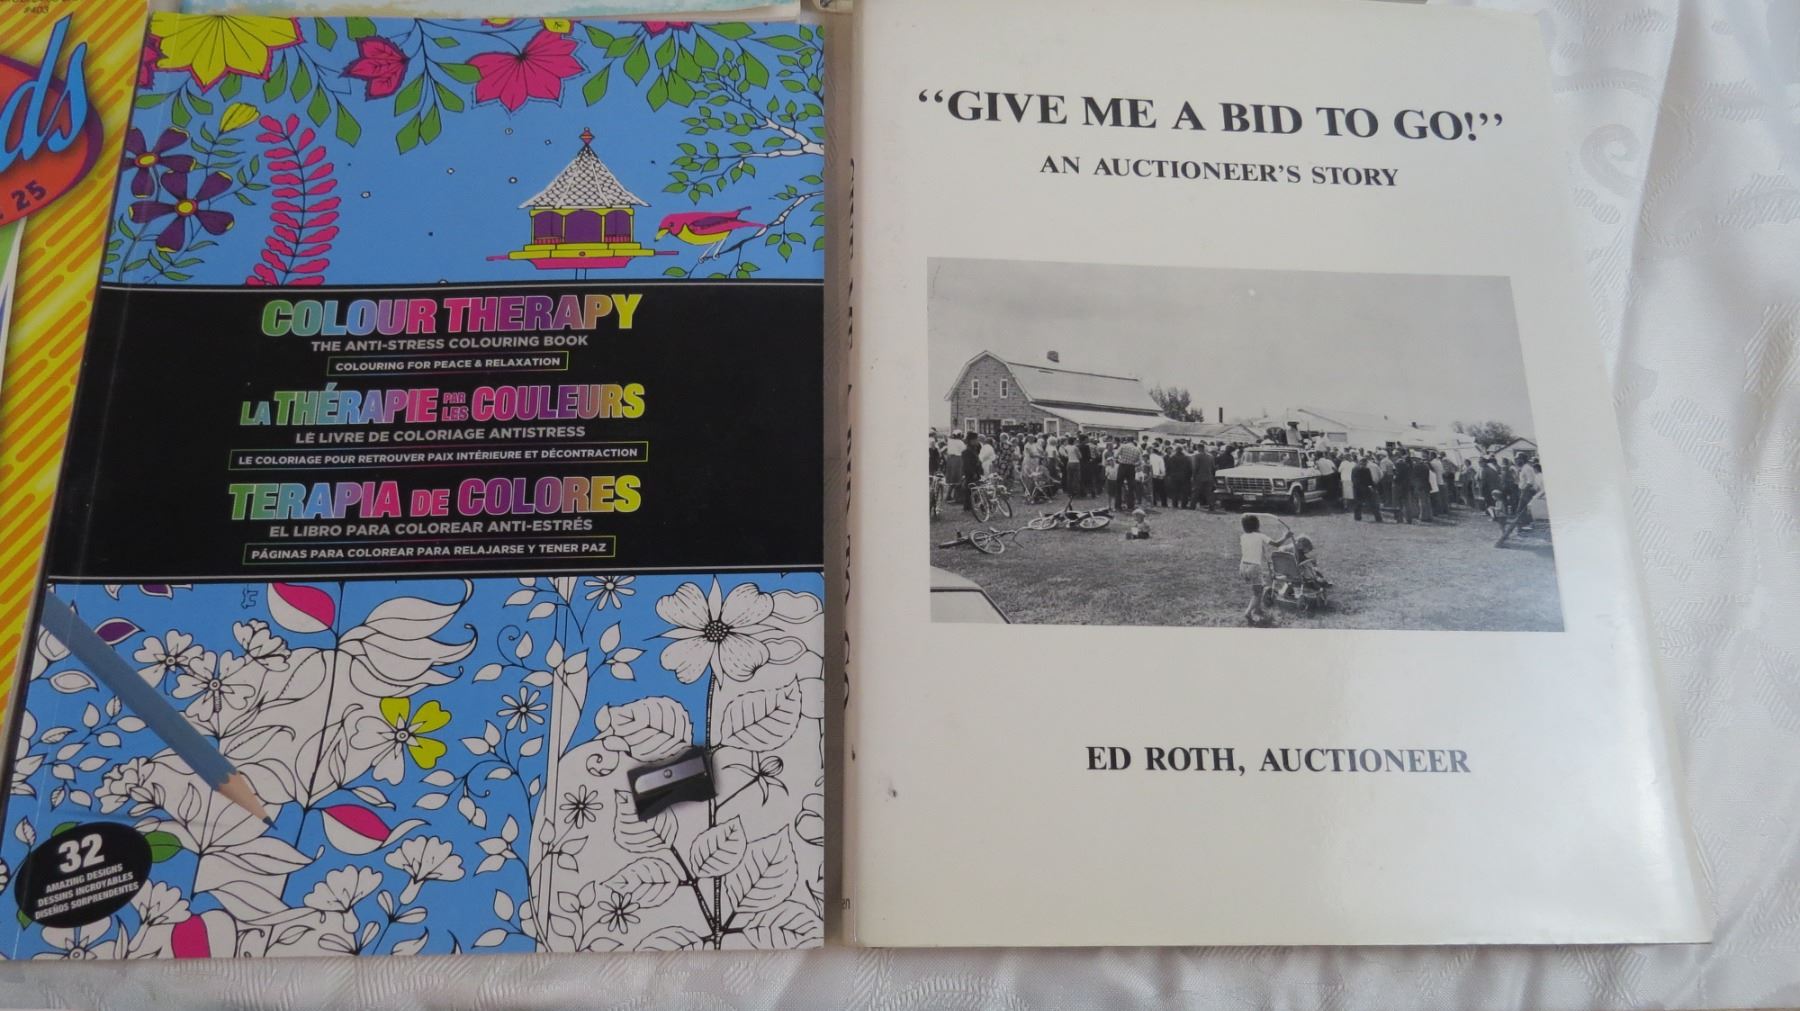 #403
ds
25
COLOUR THERAPY
THE ANTI-STRESS COLOURING BOOK
COLOURING FOR PEACE & RELAXATION
LA THÉRAPIE PAR LES COULEURS
LE LIVRE DE COLORIAGE ANTISTRESS
LE COLORIAGE POUR RETROUVER PAIX INTÉRIEURE ET DÉCONTRACTION
TERAPIA DE COLORES
EL LIBRO PARA COLOREAR ANTI-ESTRÉS
PÁGINAS PARA COLOREAR PARA RELAJARSE Y TENER PAZ
32
AMAZING DESIGNS
DESSINS INCROYABLES
DISEÑOS SORPRENDENTES
“GIVE ME A BID TO GO!”
AN AUCTIONEER’S STORY
ED ROTH, AUCTIONEER